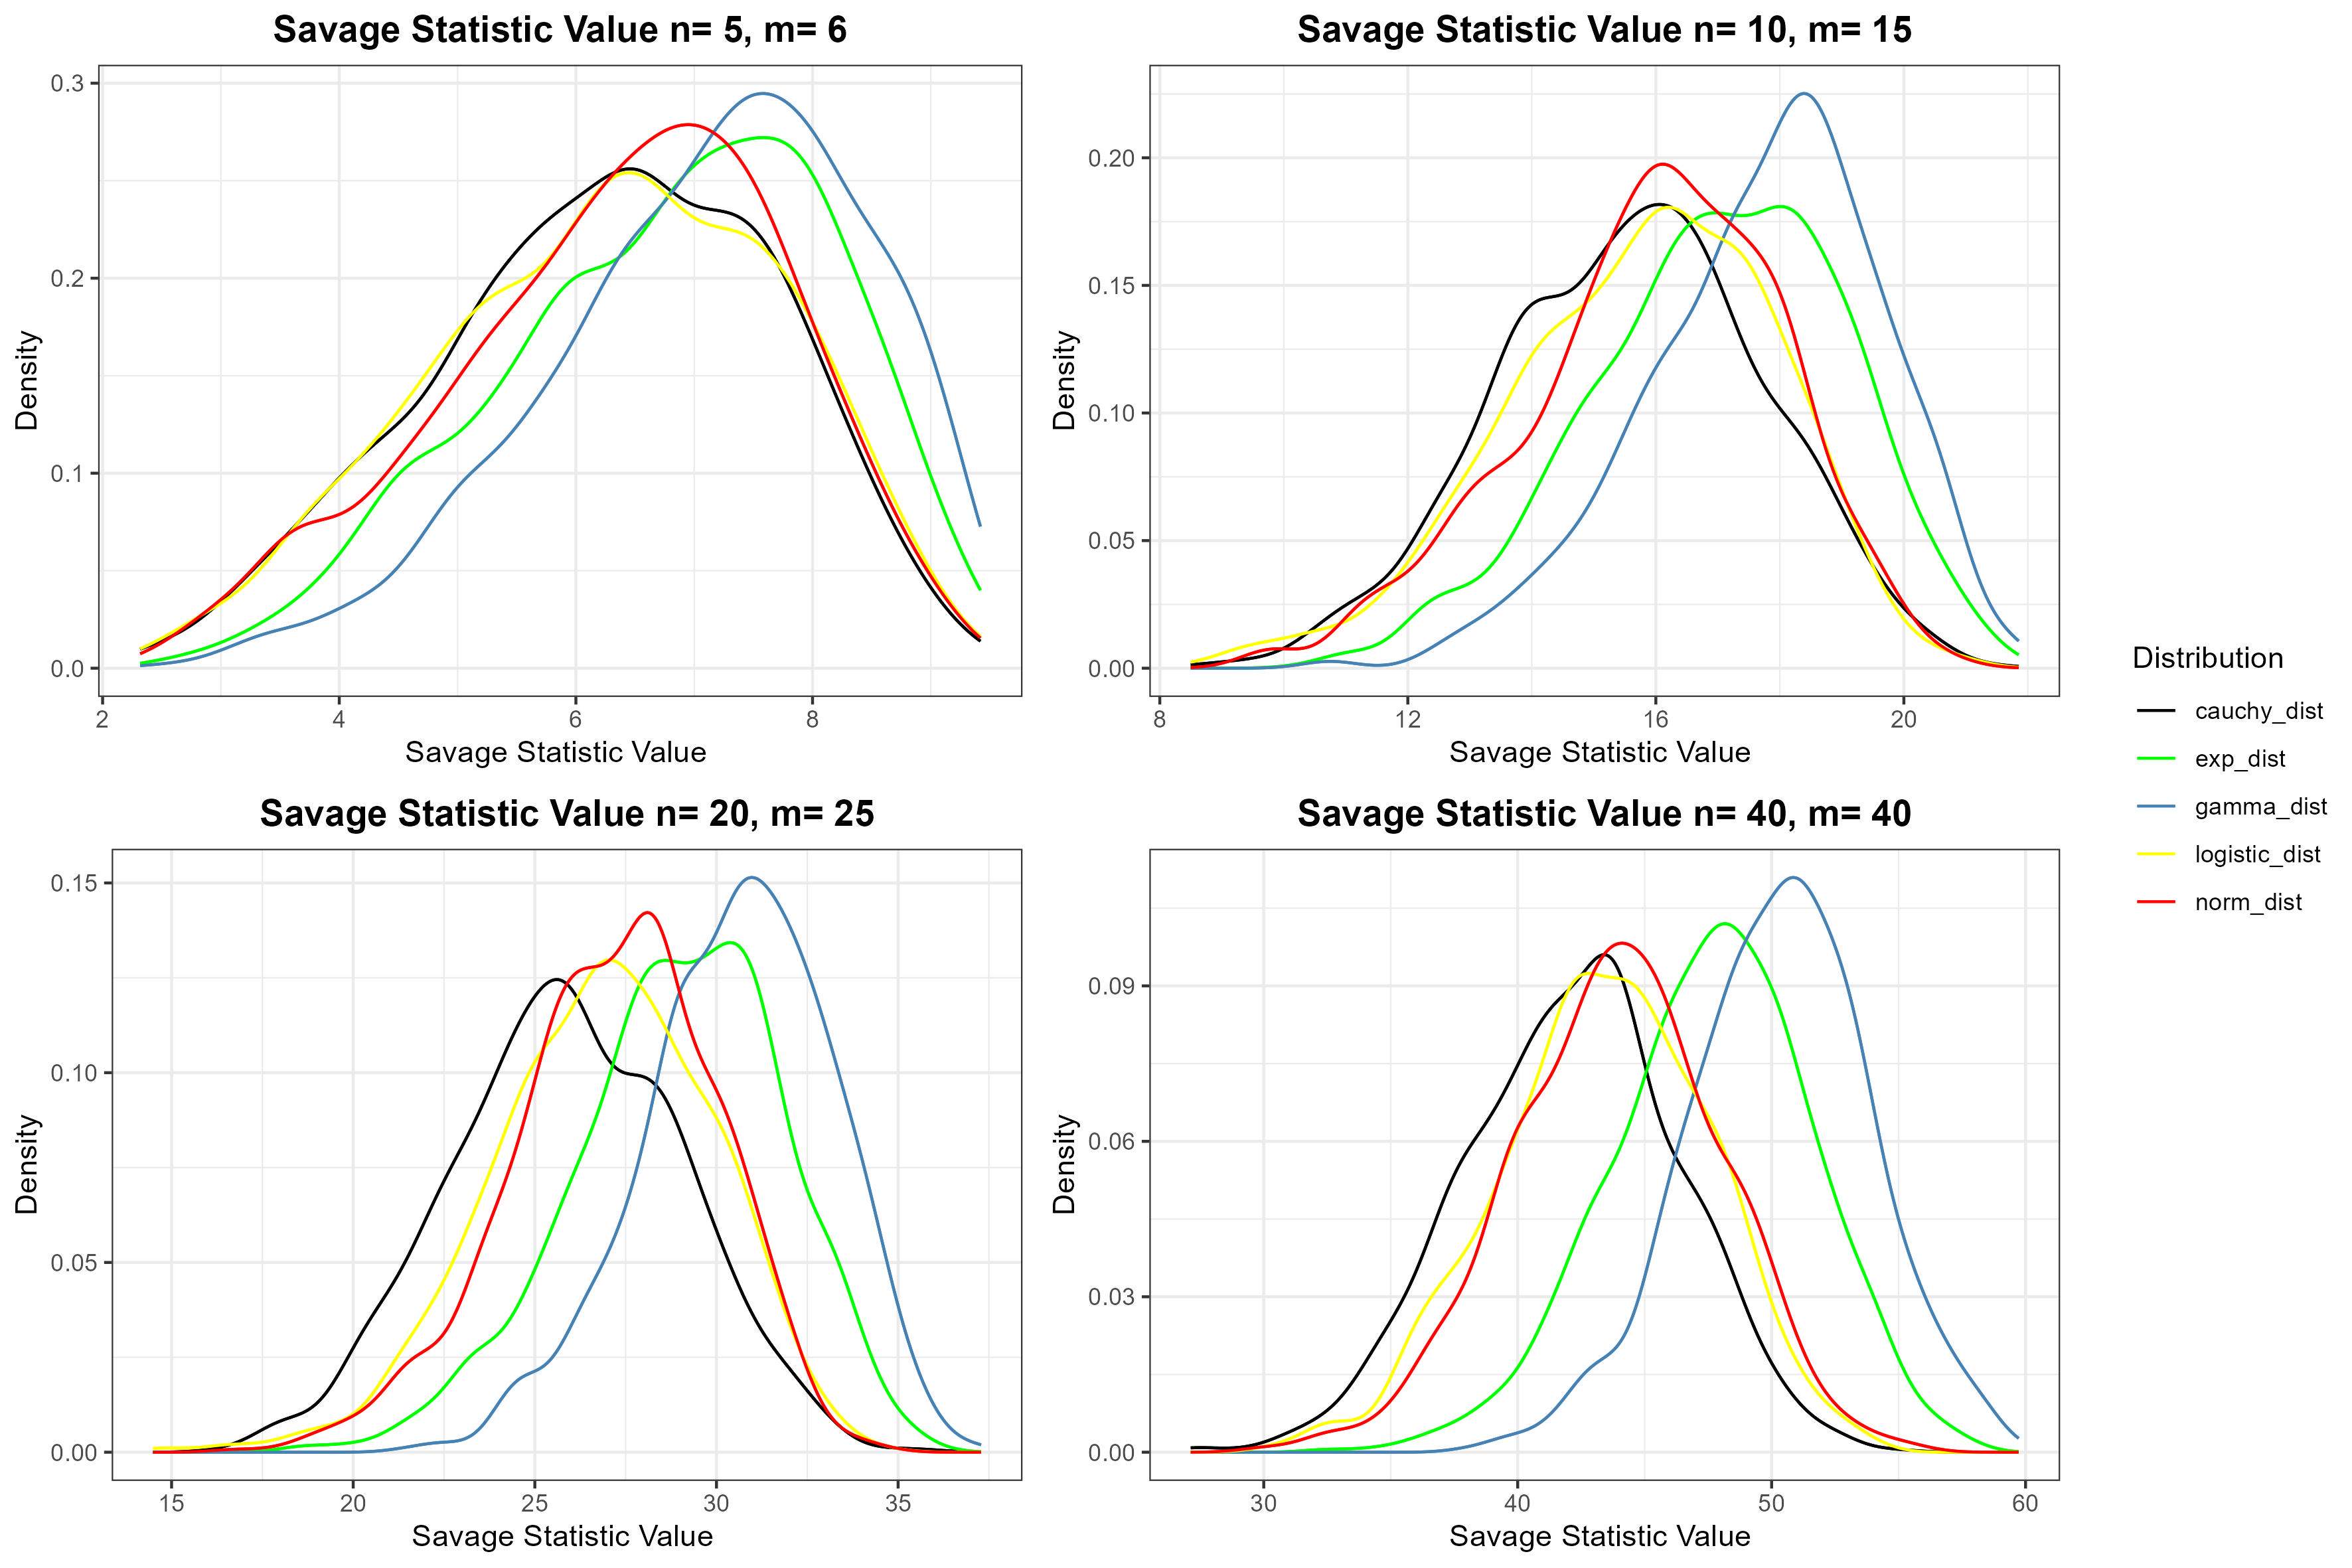 Savage Statistic Value n= 5, m= 6
Density
0.3
0.2
0.1
0.0
2 4 6 8
Savage Statistic Value
Savage Statistic Value n= 10, m= 15
Density
0.20
0.15
0.10
0.05
0.00
8 12 16 20
Savage Statistic Value
Savage Statistic Value n= 20, m= 25
Density
0.15
0.10
0.05
0.00
15 20 25 30 35
Savage Statistic Value
Savage Statistic Value n= 40, m= 40
Density
0.09
0.06
0.03
0.00
30 40 50 60
Savage Statistic Value
Distribution
cauchy_dist
exp_dist
gamma_dist
logistic_dist
norm_dist